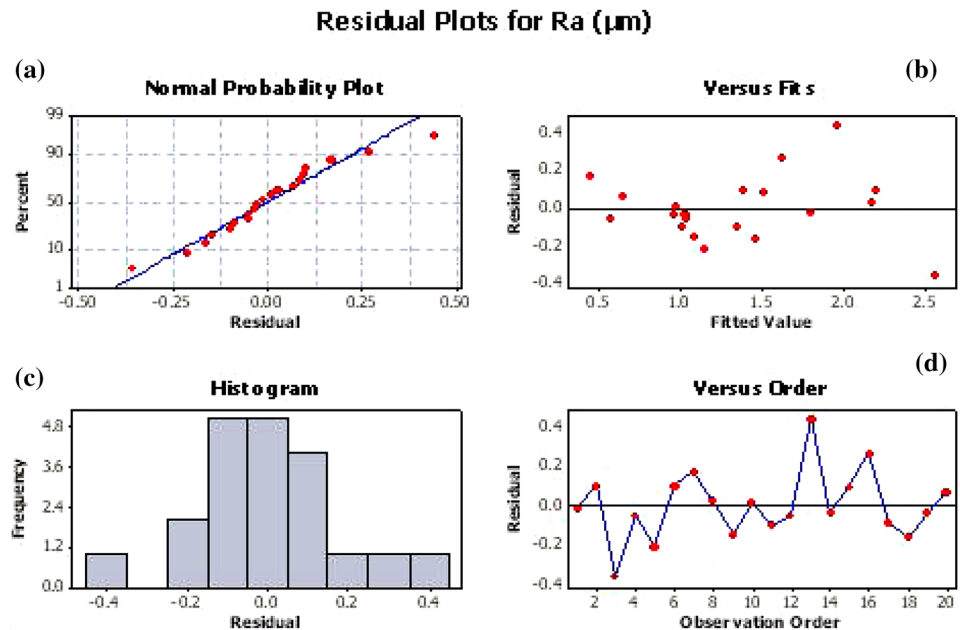 Residual Plots for Ra (µm)
(a)
Normal Probability Plot
99
90
50
10
1
Percent
-0.50 -0.25 0.00 0.25 0.50
Residual
(b)
Versus Fits
0.4
0.2
0.0
-0.2
-0.4
Residual
0.5 1.0 1.5 2.0 2.5
Fitted Value
(c)
Histogram
4.8
3.6
2.4
1.2
0.0
Frequency
-0.4 -0.2 0.0 0.2 0.4
Residual
(d)
Versus Order
0.4
0.2
0.0
-0.2
-0.4
Residual
2 4 6 8 10 12 14 16 18 20
Observation Order